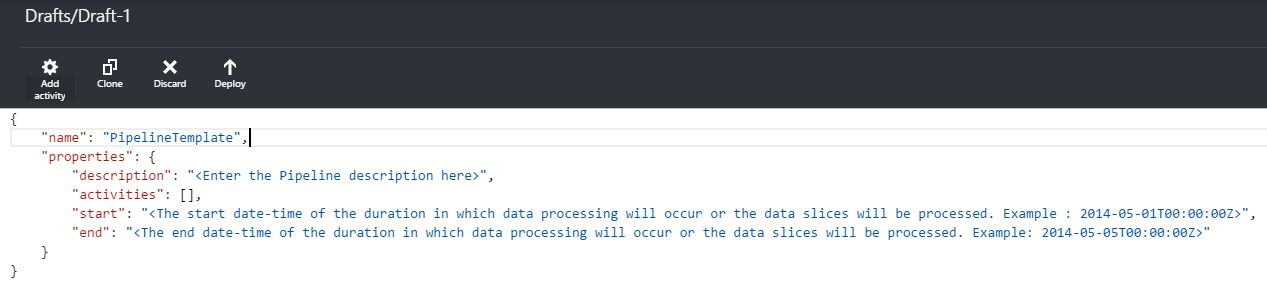 Drafts/Draft-1
Add activity
Clone
Discard
Deploy
{
"name": "PipelineTemplate",
"properties": {
"description": "<Enter the Pipeline description here>",
"activities": [],
"start": "<The start date-time of the duration in which data processing will occur or the data slices will be processed. Example : 2014-05-01T00:00:00Z>",
"end": "<The end date-time of the duration in which data processing will occur or the data slices will be processed. Example: 2014-05-05T00:00:00Z>"
}
}